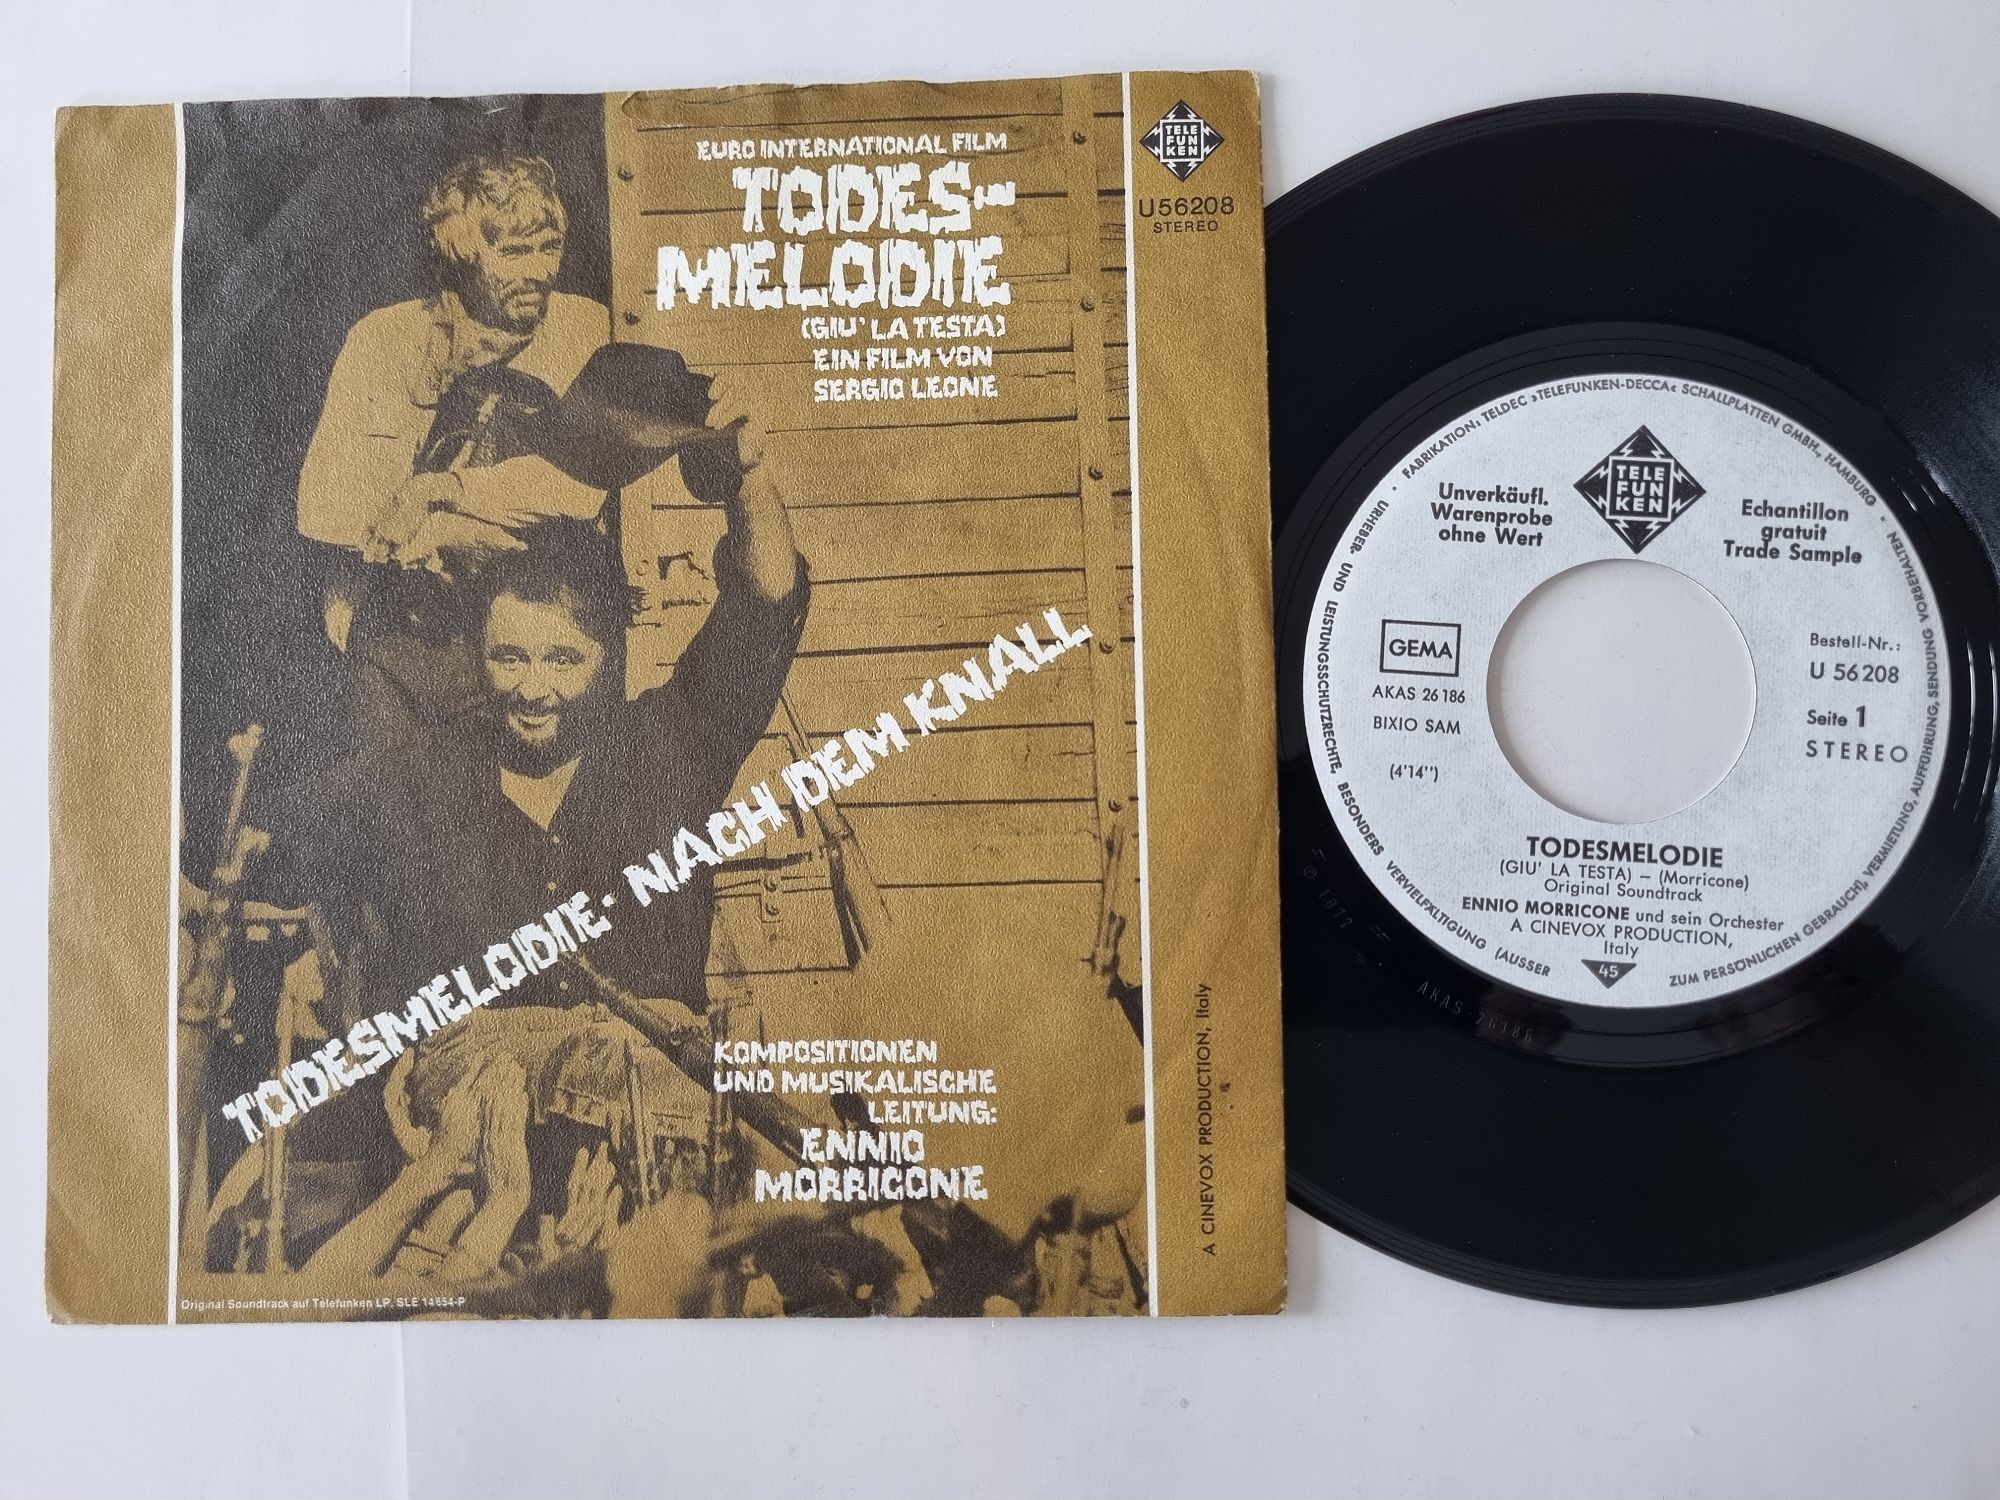 EURO INTERNATIONAL FILM
TODES-
MELODIE
(GIU' LA TESTA)
EIN FILM VON
SERGIO LEONE
TODESMELODIE · NACH DEM KNALL
KOMPOSITIONEN
UND MUSIKALISCHE
LEITUNG:
ENNIO
MORRICONE
Original Soundtrack auf Telefunken LP, SLE 14654-P
TELE
FUN
KEN
U56208
STEREO
A CINEVOX PRODUCTION, Italy
· FABRIKATION: TELDEC »TELEFUNKEN-DECCA« SCHALLPLATTEN GMBH., HAMBURG ·
URHEBER- UND LEISTUNGSSCHUTZRECHTE, BESONDERS VERVIELFÄLTIGUNG (AUSSER
ZUM PERSÖNLICHEN GEBRAUCH), VERMIETUNG, AUFFÜHRUNG, SENDUNG VORBEHALTEN ·
TELE
FUN
KEN
Unverkäufl.
Warenprobe
ohne Wert
Echantillon
gratuit
Trade Sample
GEMA
AKAS 26 186
BIXIO SAM
(4'14'')
Bestell-Nr.:
U 56 208
Seite 1
STEREO
TODESMELODIE
(GIU' LA TESTA) – (Morricone)
Original Soundtrack
ENNIO MORRICONE und sein Orchester
A CINEVOX PRODUCTION,
Italy
45
= ℗ 1972 =
AKAS-26186